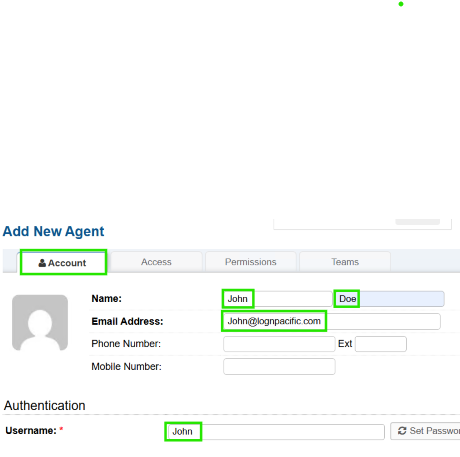 Add New Agent
Account Access Permissions Teams
Name: John Doe
Email Address: John@lognpacific.com
Phone Number: Ext
Mobile Number:
Authentication
Username: * John Set